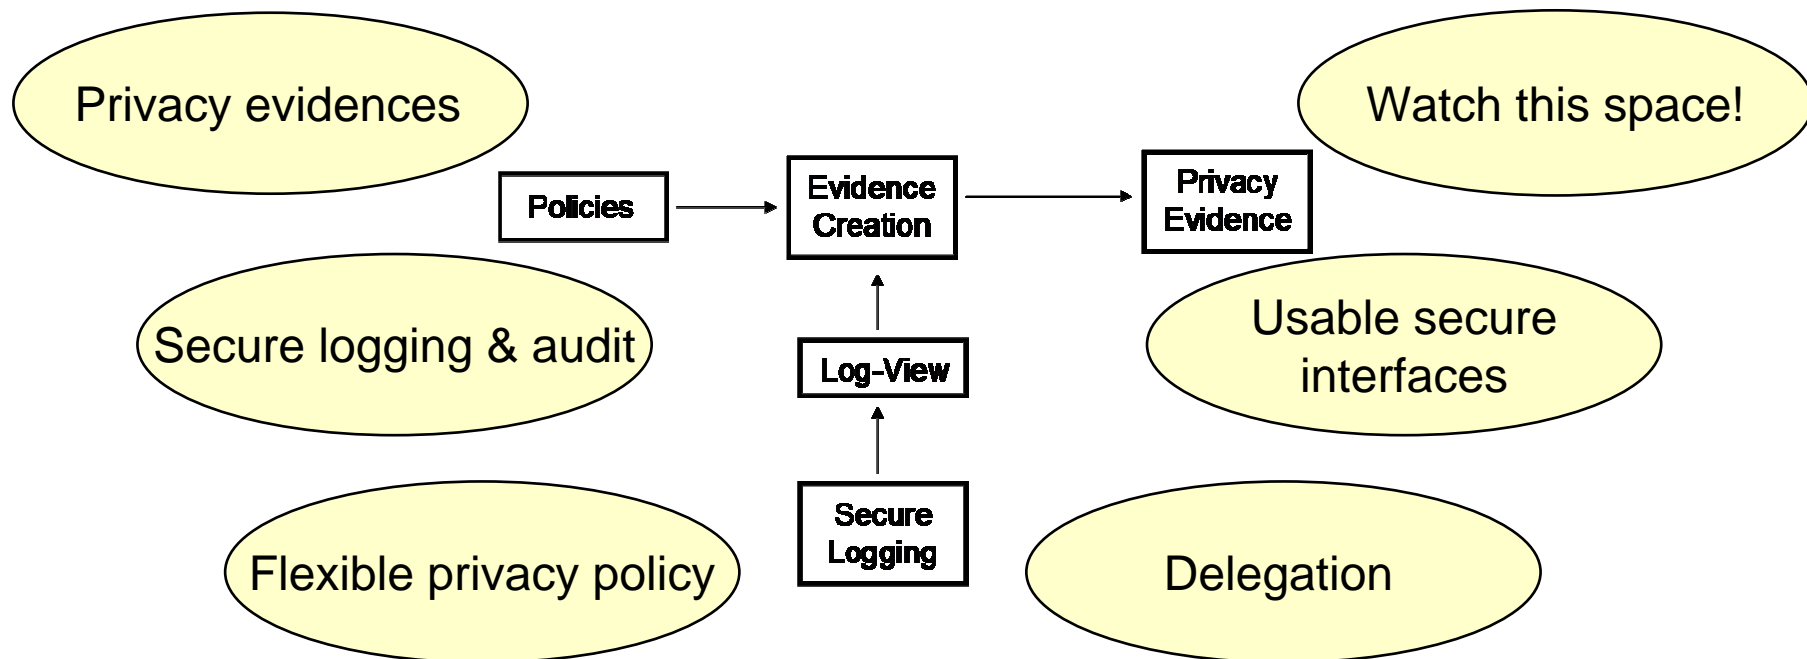 Privacy evidences
Watch this space!
Policies
Evidence
Creation
Privacy
Evidence
Secure logging & audit
Log-View
Usable secure
interfaces
Flexible privacy policy
Secure
Logging
Delegation